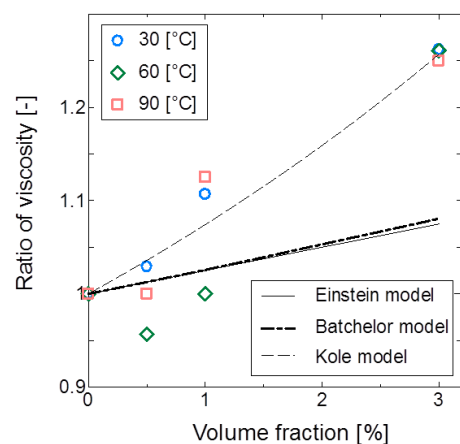 30 [°C]
60 [°C]
90 [°C]
Ratio of viscosity [-]
1.2
1.1
1
0.9
Einstein model
Batchelor model
Kole model
0
1
2
3
Volume fraction [%]